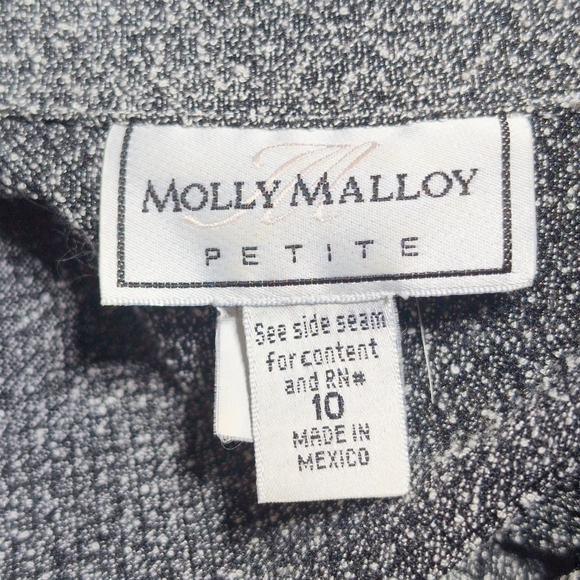 M
MOLLY MALLOY
PETITE
See side seam
for content
and RN#
10
MADE IN
MEXICO